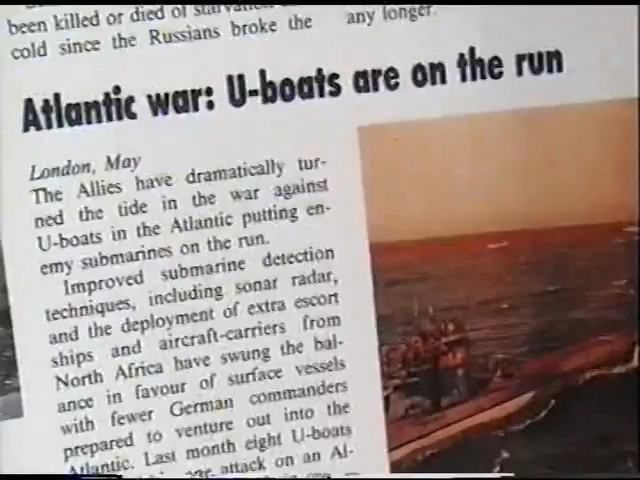 been killed or died of starvation
cold since the Russians broke the
any longer.
Atlantic war: U-boats are on the run
London, May
The Allies have dramatically tur-
ned the tide in the war against
U-boats in the Atlantic putting en-
emy submarines on the run.
Improved submarine detection
techniques, including sonar radar,
and the deployment of extra escort
ships and aircraft-carriers from
North Africa have swung the bal-
ance in favour of surface vessels
with fewer German commanders
prepared to venture out into the
Atlantic. Last month eight U-boats
attack on an Al-